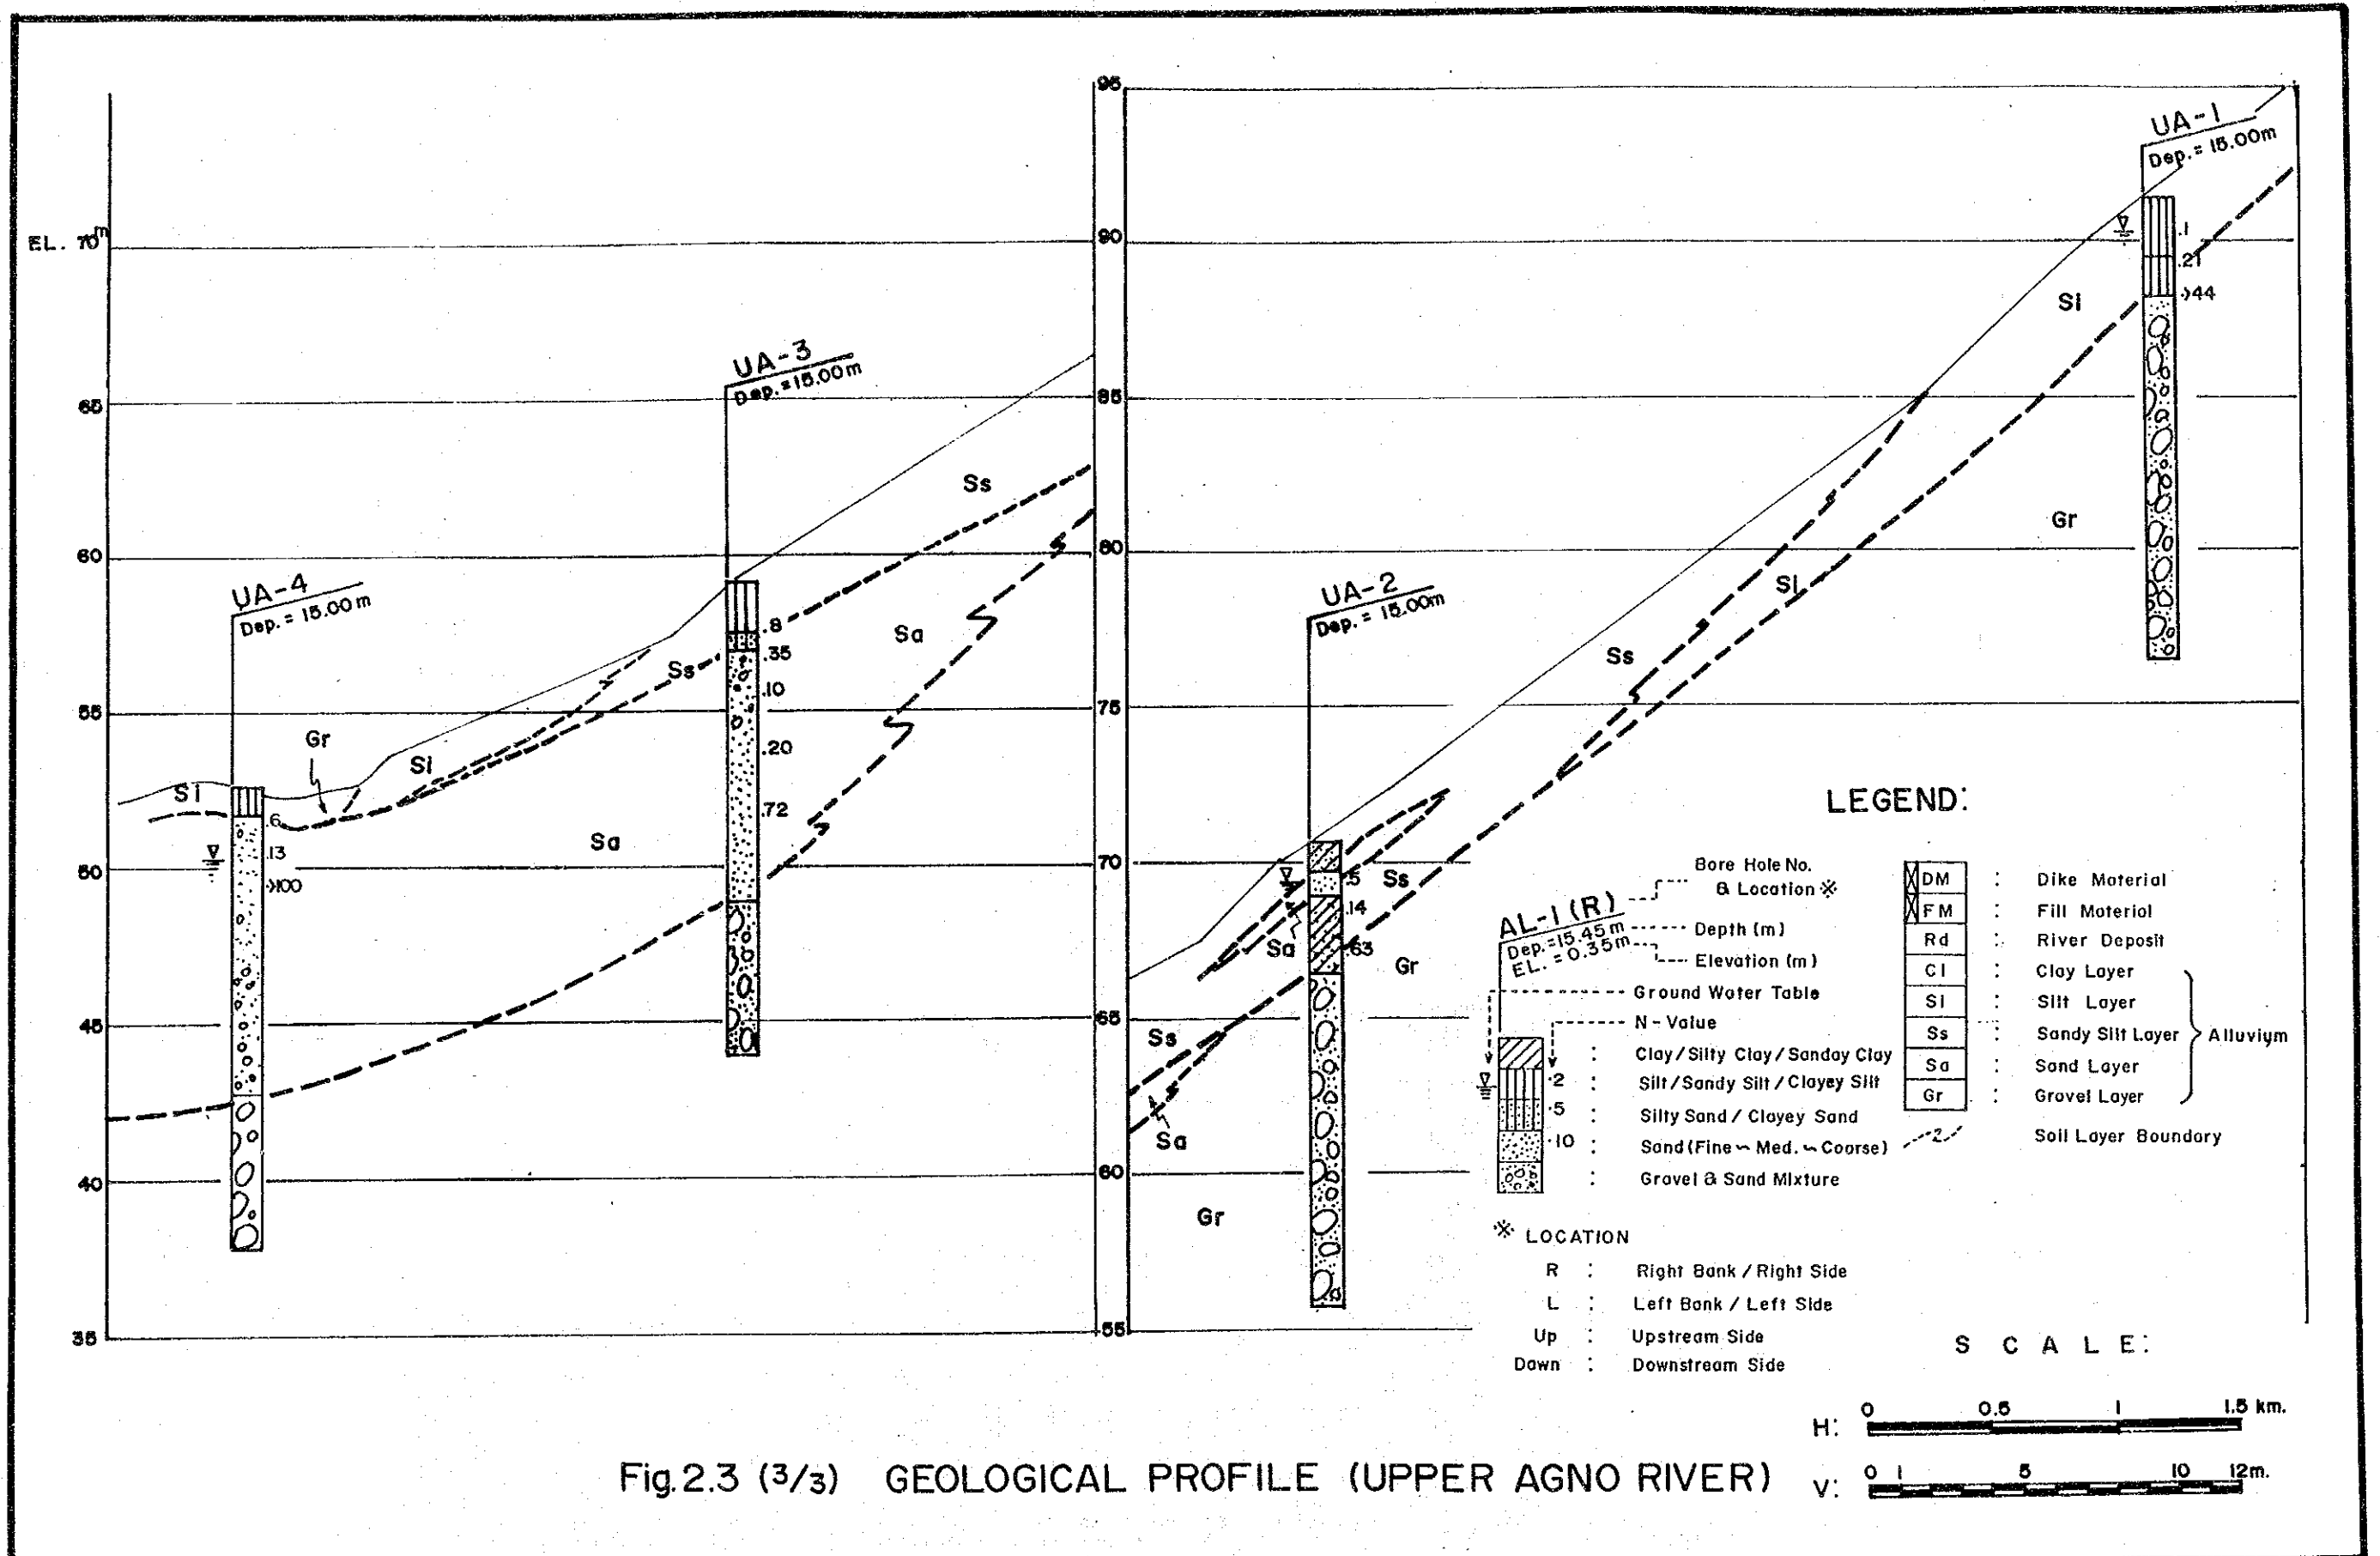 EL. 70m
65
60
55
50
45
40
35
95
90
85
80
75
70
65
60
55
UA-4
Dep. = 15.00m
Si
Gr
.6
.13
>100
Si
Ss
Sa
UA-3
Dep. = 15.00m
.8
.35
.10
.20
.72
Ss
Sa
UA-2
Dep. = 15.00m
.5
.14
.63
Ss
Sa
Gr
Ss
Sa
Gr
Ss
Si
UA-1
Dep. = 15.00m
.1
.21
>44
Si
Gr
LEGEND:
Bore Hole No.
& Location ※
AL-1 (R)
Dep.=15.45m
Depth (m)
EL. = 0.35m
Elevation (m)
Ground Water Table
N-Value
: Clay/Silty Clay/Sanday Clay
.2 : Silt/Sandy Silt/Clayey Silt
.5 : Silty Sand/Clayey Sand
.10 : Sand (Fine ~ Med. ~ Coarse)
: Gravel & Sand Mixture
DM : Dike Material
FM : Fill Material
Rd : River Deposit
Cl : Clay Layer
Si : Silt Layer
Ss : Sandy Silt Layer
Sa : Sand Layer
Gr : Gravel Layer
Alluvium
Soil Layer Boundary
※ LOCATION
R : Right Bank / Right Side
L : Left Bank / Left Side
Up : Upstream Side
Down : Downstream Side
SCALE:
H: 0 0.5 1 1.5 km.
V: 0 1 5 10 12m.
Fig. 2.3 (3/3) GEOLOGICAL PROFILE (UPPER AGNO RIVER)